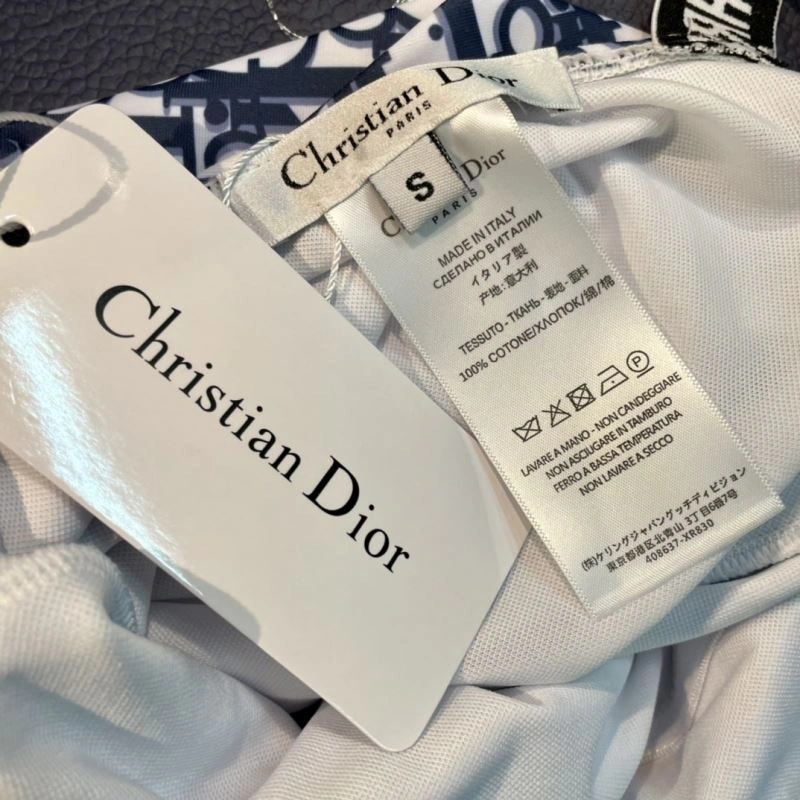 Christian Dior
PARIS
S
Dior
PARIS
MADE IN ITALY
СДЕЛАНО В ИТАЛИИ
イタリア製
产地:意大利
TESSUTO - ТКАНЬ - 表地 - 面料
100% COTONE/ХЛОПОК/綿/棉
LAVARE A MANO - NON CANDEGGIARE
NON ASCIUGARE IN TAMBURO
FERRO A BASSA TEMPERATURA
NON LAVARE A SECCO
(株)ケリングジャパングッチディビジョン
東京都港区北青山 3丁目6番7号
408637-XR830
Christian Dior